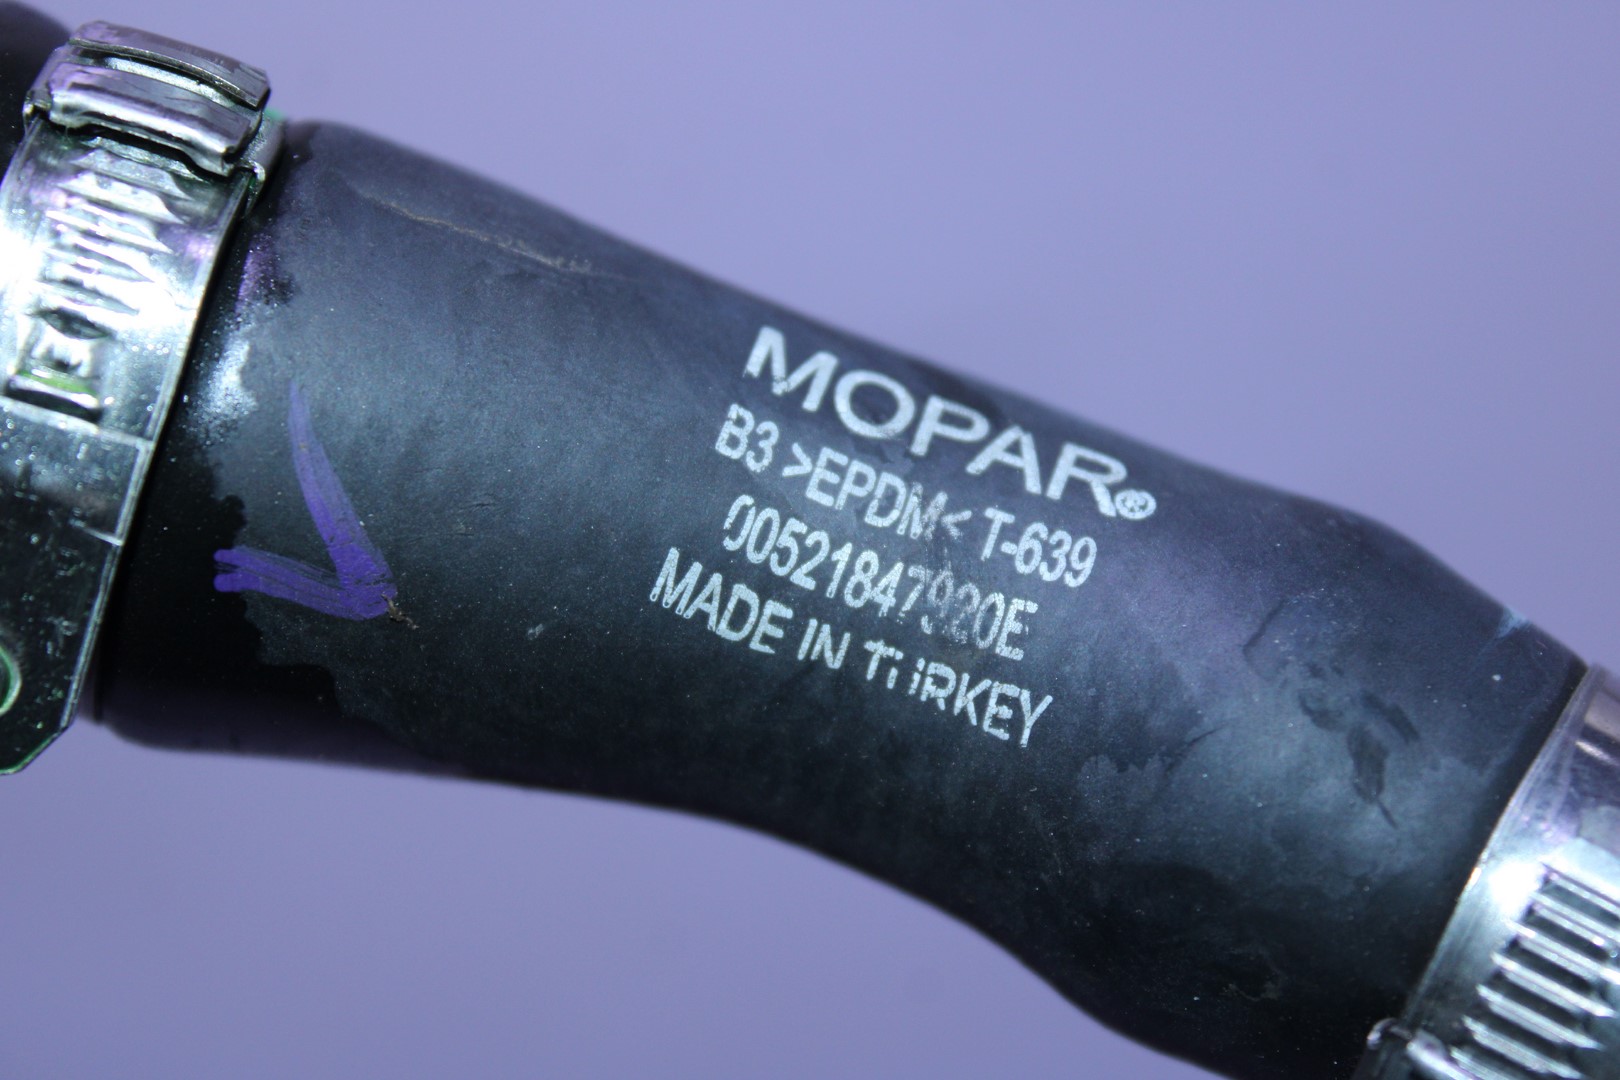 MOPAR®
B3 >EPDM< T-639
00521847920E
MADE IN TURKEY